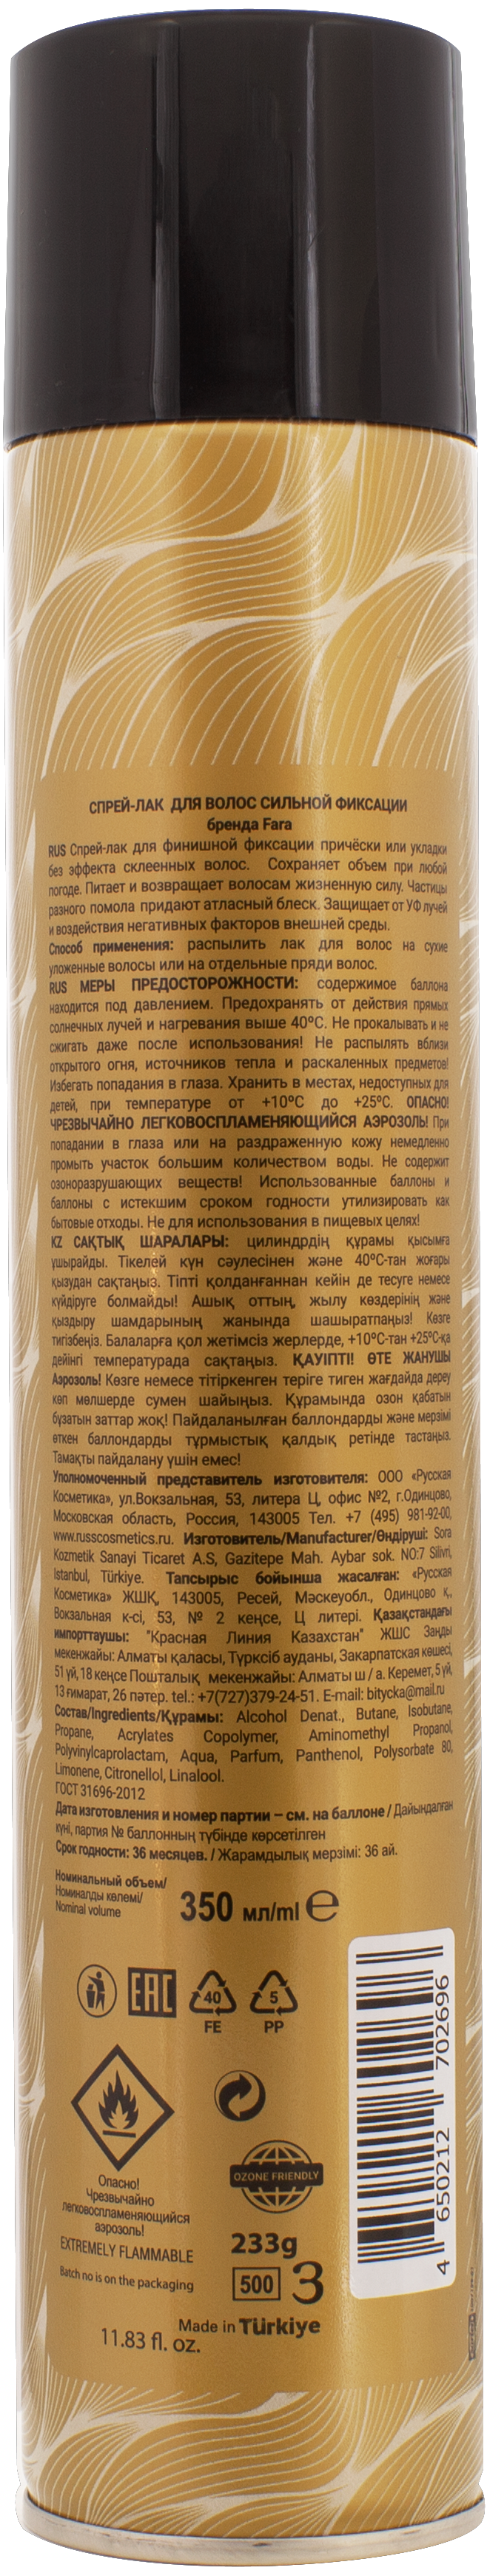 СПРЕЙ-ЛАК ДЛЯ ВОЛОС СИЛЬНОЙ ФИКСАЦИИ
бренда Fara
RUS Спрей-лак для финишной фиксации причёски или укладки
без эффекта склеенных волос. Сохраняет объем при любой
погоде. Питает и возвращает волосам жизненную силу. Частицы
разного помола придают атласный блеск. Защищает от УФ лучей
и воздействия негативных факторов внешней среды.
Способ применения: распылить лак для волос на сухие
уложенные волосы или на отдельные пряди волос.
RUS МЕРЫ ПРЕДОСТОРОЖНОСТИ: содержимое баллона
находится под давлением. Предохранять от действия прямых
солнечных лучей и нагревания выше 40ºC. Не прокалывать и не
сжигать даже после использования! Не распылять вблизи
открытого огня, источников тепла и раскаленных предметов!
Избегать попадания в глаза. Хранить в местах, недоступных для
детей, при температуре от +10ºC до +25ºC. ОПАСНО!
ЧРЕЗВЫЧАЙНО ЛЕГКОВОСПЛАМЕНЯЮЩИЙСЯ АЭРОЗОЛЬ! При
попадании в глаза или на раздраженную кожу немедленно
промыть участок большим количеством воды. Не содержит
озоноразрушающих веществ! Использованные баллоны и
баллоны с истекшим сроком годности утилизировать как
бытовые отходы. Не для использования в пищевых целях!
KZ САҚТЫҚ ШАРАЛАРЫ: цилиндрдің құрамы қысымға
ұшырайды. Тікелей күн сәулесінен және 40ºC-тан жоғары
қызудан сақтаңыз. Тіпті қолданғаннан кейін де тесуге немесе
күйдіруге болмайды! Ашық оттың, жылу көздерінің және
қыздыру шамдарының жанында шашыратпаңыз! Көзге
тигізбеңіз. Балаларға қол жетімсіз жерлерде, +10ºC-тан +25ºC-қа
дейінгі температурада сақтаңыз. ҚАУІПТІ! ӨТЕ ЖАНУШЫ
Аэрозоль! Көзге немесе тітіркенген теріге тиген жағдайда дереу
көп мөлшерде сумен шайыңыз. Құрамында озон қабатын
бұзатын заттар жоқ! Пайдаланылған баллондарды және мерзімі
өткен баллондарды тұрмыстық қалдық ретінде тастаңыз.
Тамақты пайдалану үшін емес!
Уполномоченный представитель изготовителя: ООО «Русская
Косметика», ул.Вокзальная, 53, литера Ц, офис №2, г.Одинцово,
Московская область, Россия, 143005 Тел. +7 (495) 981-92-00,
www.russcosmetics.ru. Изготовитель/Manufacturer/Өндіруші: Sora
Kozmetik Sanayi Ticaret A.S, Gazitepe Mah. Aybar sok. NO:7 Silivri,
Istanbul, Türkiye. Тапсырыс бойынша жасалған: «Русская
Косметика» ЖШҚ, 143005, Ресей, Мәскеуобл., Одинцово қ.,
Вокзальная к-сі, 53, № 2 кеңсе, Ц литері. Қазақстандағы
импорттаушы: "Красная Линия Казахстан" ЖШС Заңды
мекенжайы: Алматы қаласы, Түрксіб ауданы, Закарпатская көшесі,
51 үй, 18 кеңсе Пошталық мекенжайы: Алматы ш / а. Керемет, 5 үй,
13 ғимарат, 26 пәтер. tel.: +7(727)379-24-51. E-mail: bitycka@mail.ru
Состав/Ingredients/Құрамы: Alcohol Denat., Butane, Isobutane,
Propane, Acrylates Copolymer, Aminomethyl Propanol,
Polyvinylcaprolactam, Aqua, Parfum, Panthenol, Polysorbate 80,
Limonene, Citronellol, Linalool.
ГОСТ 31696-2012
Дата изготовления и номер партии – см. на баллоне / Дайындалған
күні, партия № баллонның түбінде көрсетілген
Срок годности: 36 месяцев. / Жарамдылық мерзімі: 36 ай.
Номинальный объем/
Номиналды көлемі/
Nominal volume
350 мл/ml ℮
EAC
40
FE
5
PP
Опасно!
Чрезвычайно
легковоспламеняющийся
аэрозоль!
EXTREMELY FLAMMABLE
Batch no is on the packaging
OZONE FRIENDLY
233g
500 3
Made in Türkiye
11.83 fl. oz.
4 650212 702696